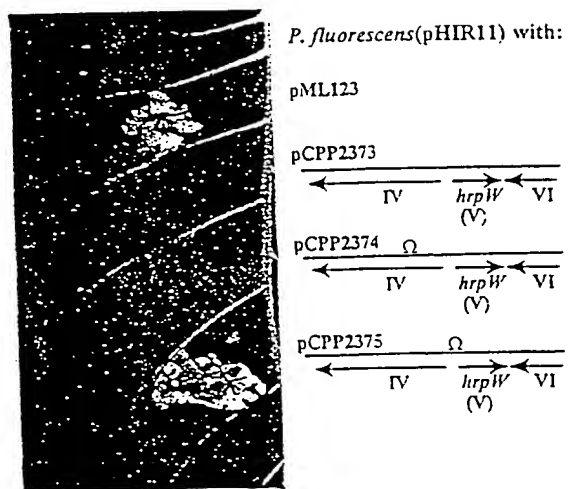 P. fluorescens(pHIR11) with:
pML123
pCPP2373
IV hrpW VI
(V)
pCPP2374 Ω
IV hrpW VI
(V)
pCPP2375 Ω
IV hrpW VI
(V)